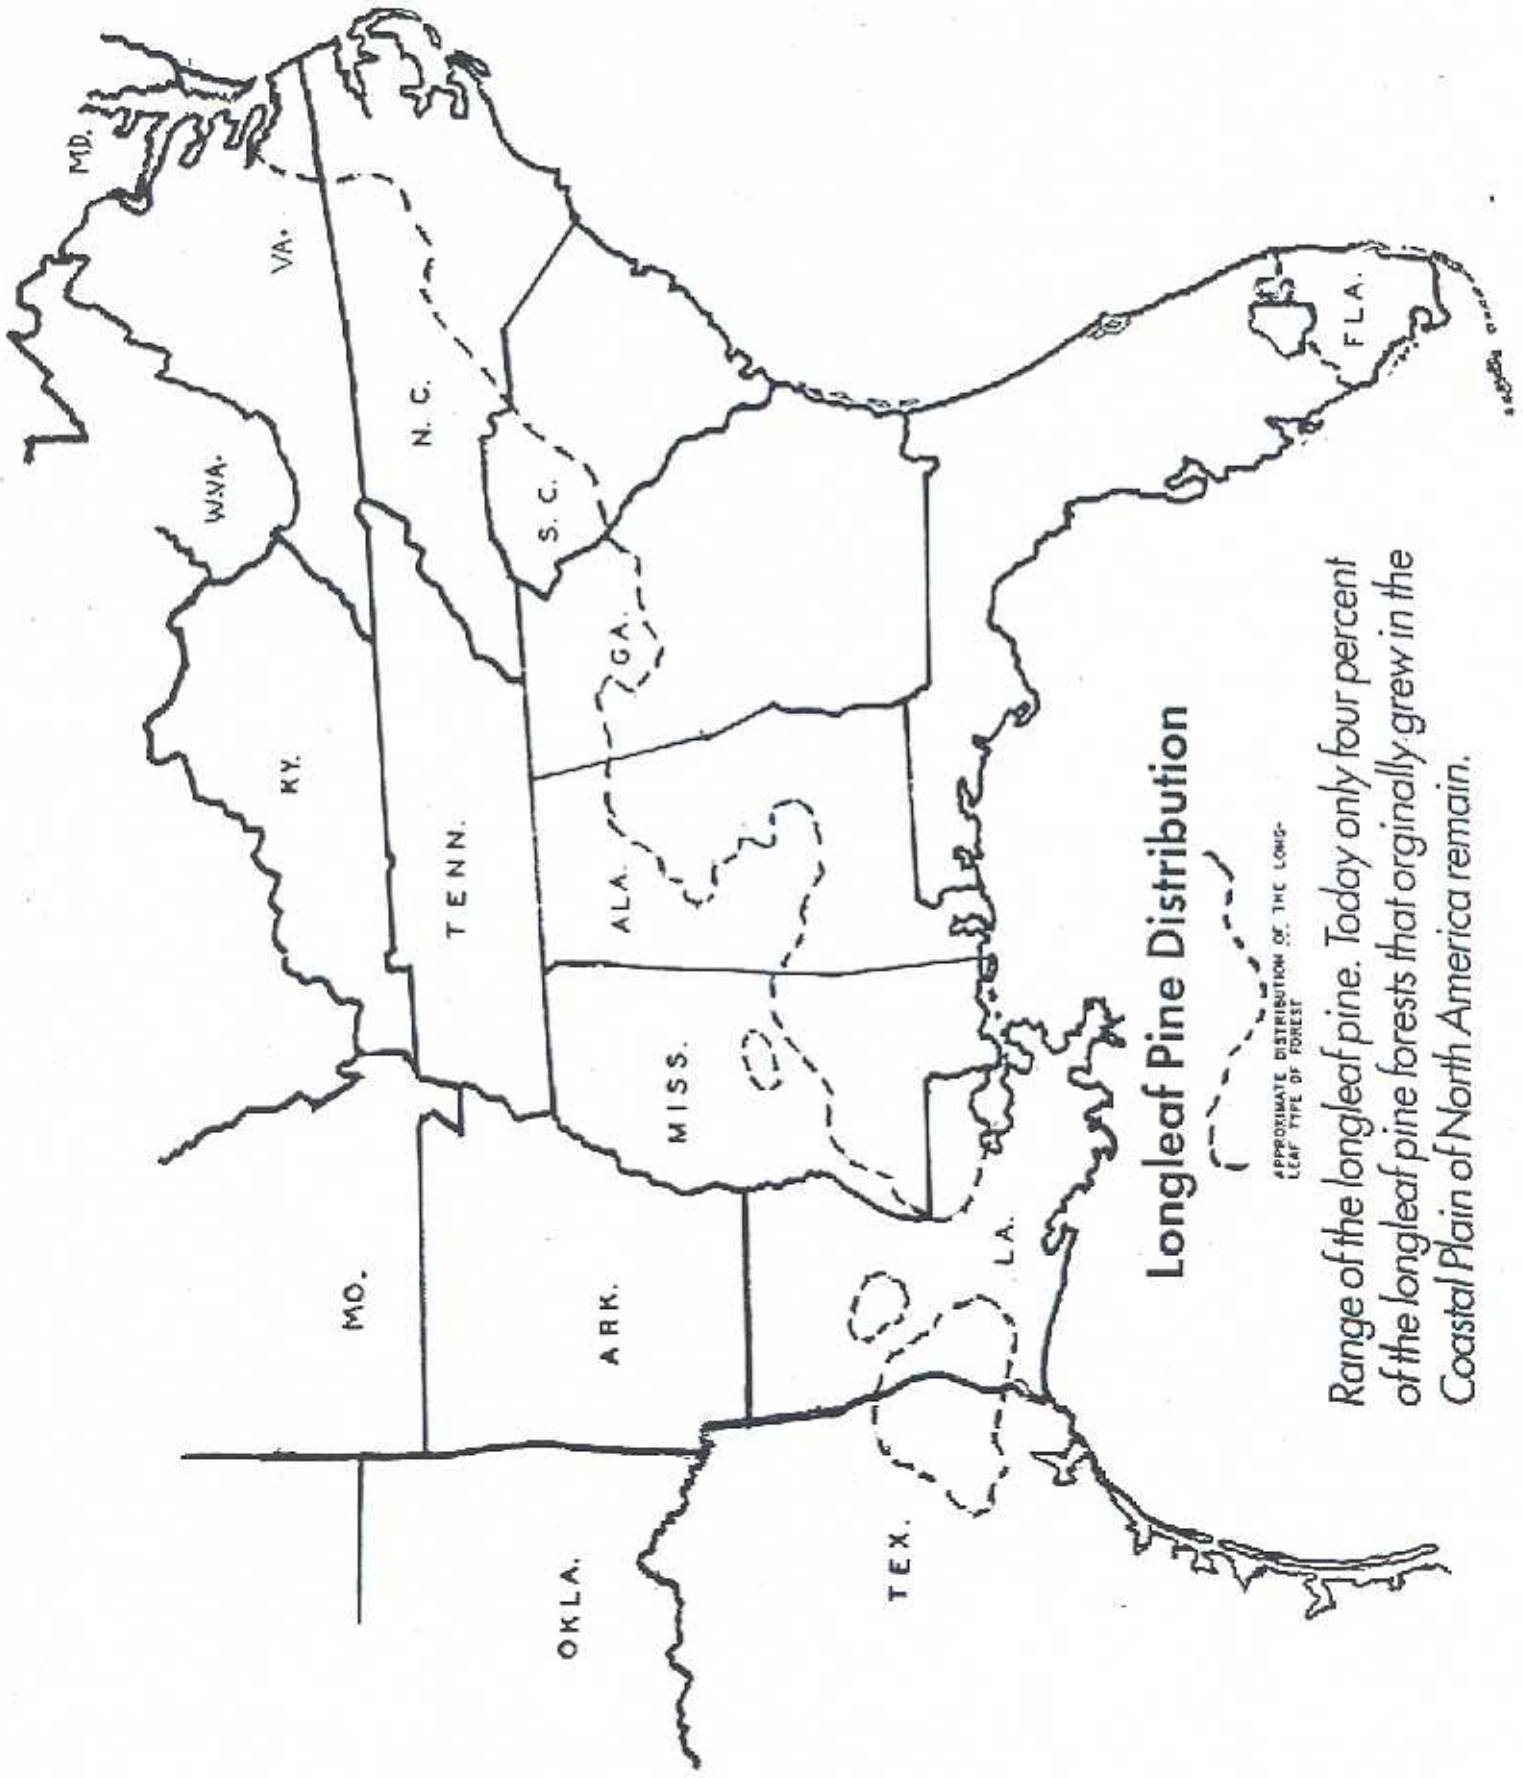 MD.
VA.
W.VA.
KY.
N. C.
TENN.
S. C.
MO.
ARK.
OKLA.
MISS.
ALA.
GA.
TEX.
LA.
FLA.
Longleaf Pine Distribution
APPROXIMATE DISTRIBUTION OF THE LONG-
LEAF TYPE OF FOREST
Range of the longleaf pine. Today only four percent
of the longleaf pine forests that orginally grew in the
Coastal Plain of North America remain.